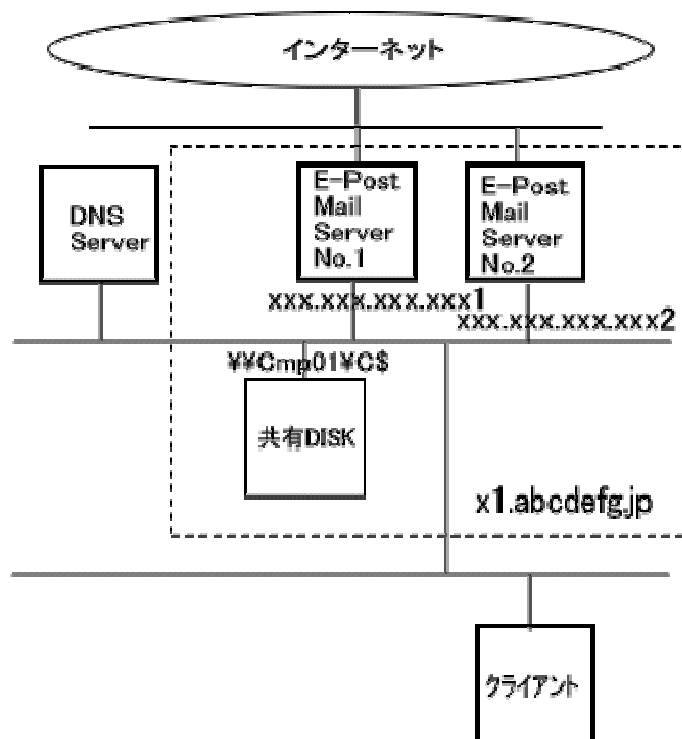 インターネット
DNS
Server
E-Post
Mail
Server
No.1
E-Post
Mail
Server
No.2
xxx.xxx.xxx.xxx1
xxx.xxx.xxx.xxx2
¥¥Cmp01¥C$
共有DISK
x1.abcdefg.jp
クライアント